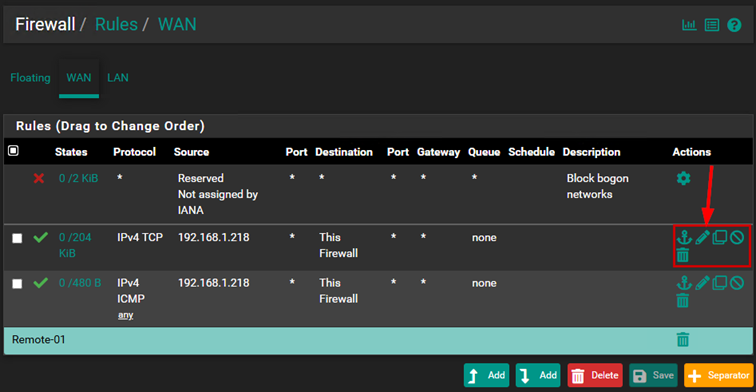 Firewall / Rules / WAN
Floating WAN LAN
Rules (Drag to Change Order)
States Protocol Source Port Destination Port Gateway Queue Schedule Description Actions
0 /2 KiB * Reserved * * * * * Block bogon
Not assigned by networks
IANA
0 /204 IPv4 TCP 192.168.1.218 * This * * none
KiB Firewall
0 /480 B IPv4 192.168.1.218 * This * * none
ICMP Firewall
any
Remote-01
Add Add Delete Save Separator